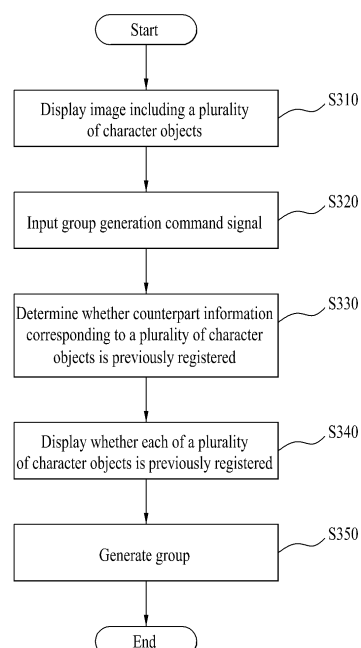 Start
S310
Display image including a plurality
of character objects
S320
Input group generation command signal
S330
Determine whether counterpart information
corresponding to a plurality of character
objects is previously registered
S340
Display whether each of a plurality
of character objects is previously registered
S350
Generate group
End